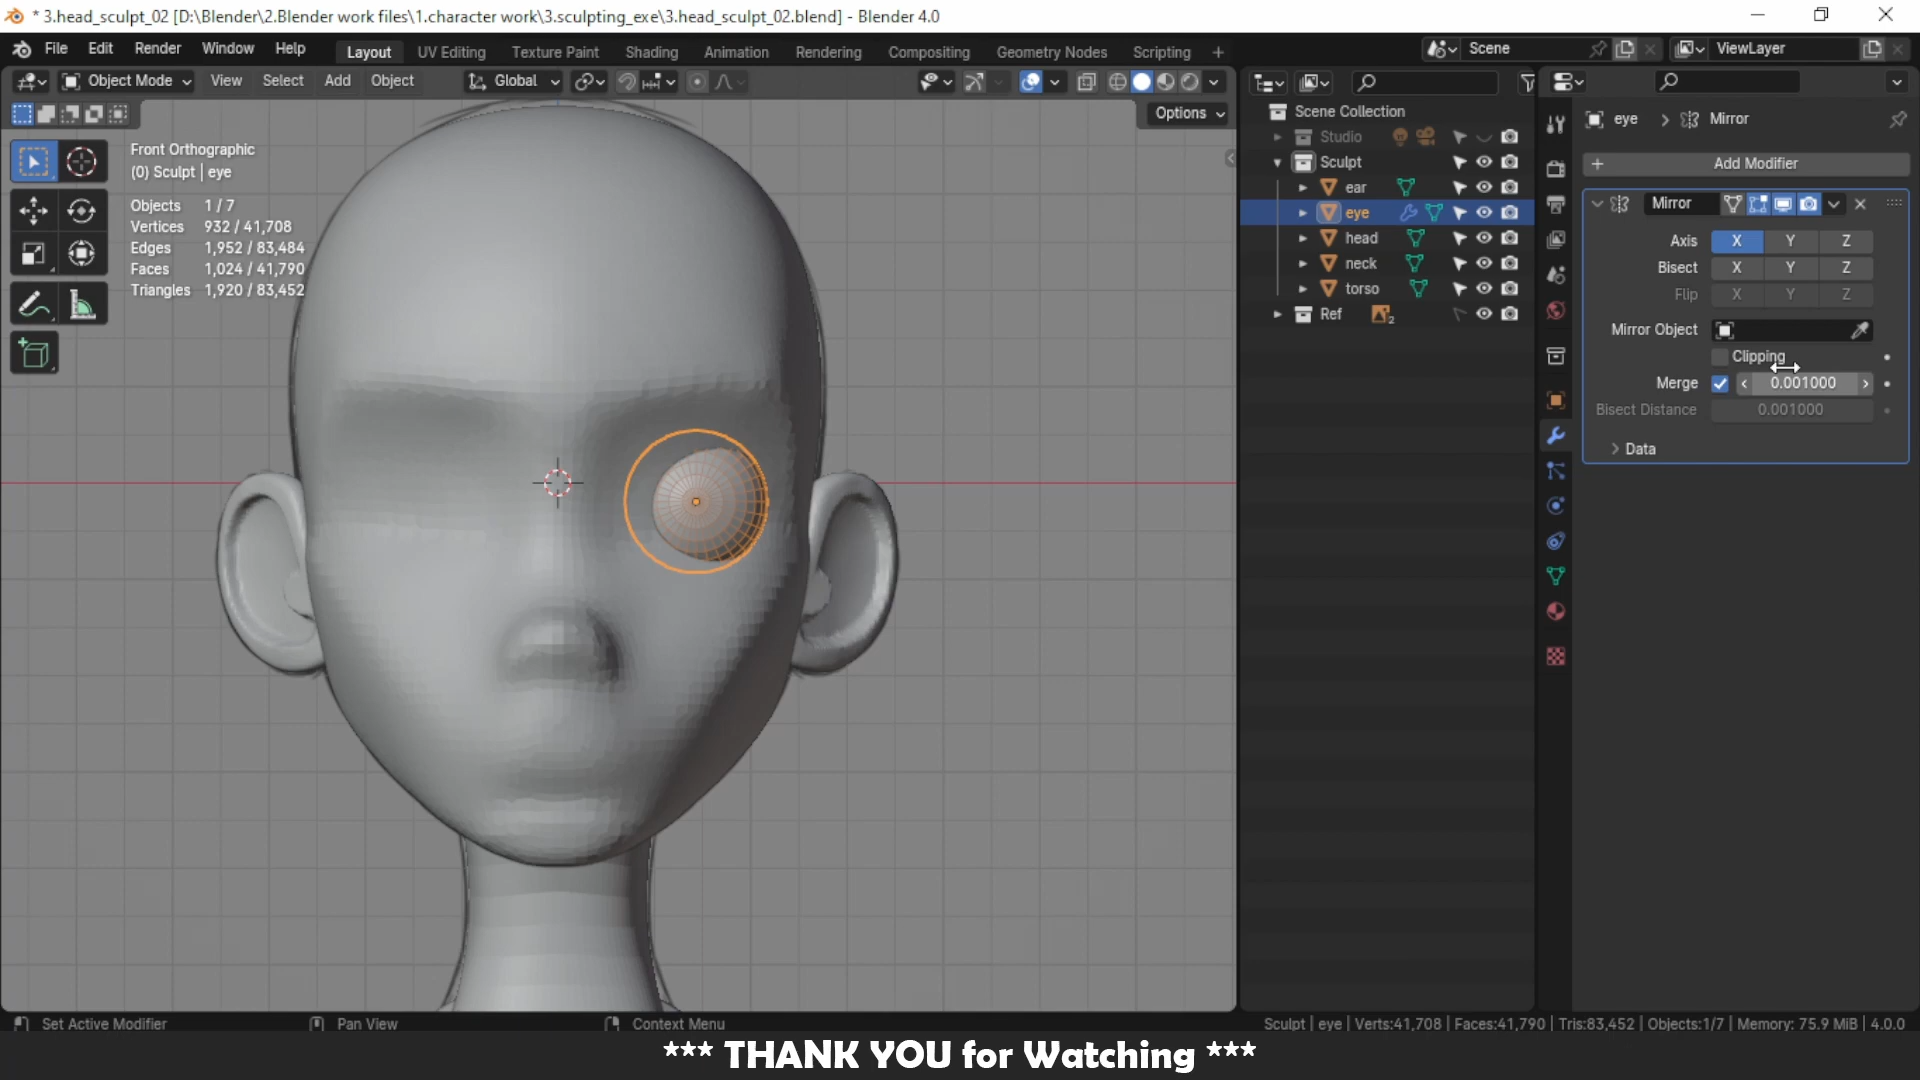 * 3.head_sculpt_02 [D:\Blender\2.Blender work files\1.character work\3.sculpting_exe\3.head_sculpt_02.blend] - Blender 4.0
File Edit Render Window Help Layout UV Editing Texture Paint Shading Animation Rendering Compositing Geometry Nodes Scripting + Scene ViewLayer
Object Mode View Select Add Object Global
Options
Front Orthographic
(0) Sculpt | eye
Objects 1 / 7
Vertices 932 / 41,708
Edges 1,952 / 83,484
Faces 1,024 / 41,790
Triangles 1,920 / 83,452
Scene Collection
Studio
Sculpt
ear
eye
head
neck
torso
Ref 2
eye > Mirror
+ Add Modifier
Mirror
Axis X Y Z
Bisect X Y Z
Flip X Y Z
Mirror Object
Clipping
Merge 0.001000
Bisect Distance 0.001000
Data
Set Active Modifier Pan View Context Menu Sculpt | eye | Verts:41,708 | Faces:41,790 | Tris:83,452 | Objects:1/7 | Memory: 75.9 MiB | 4.0.0
*** THANK YOU for Watching ***